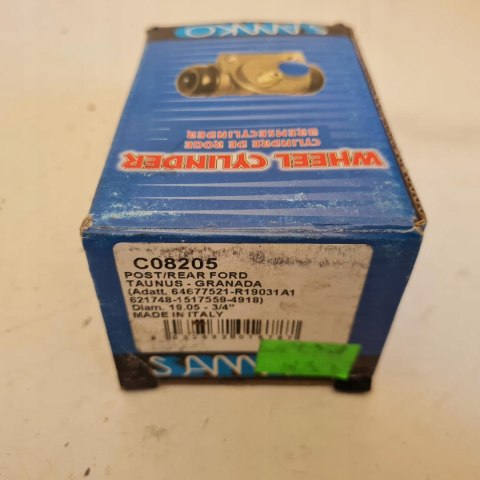 SAMKO
WHEEL CYLINDER
CYLINDRE DE ROUE
BREMSECYLINDER
C08205
POST/REAR FORD
TAUNUS - GRANADA
(Adatt. 64677521-R19031A1
621748-1517559-4918)
Diam. 19.05 - 3/4"
MADE IN ITALY
SAMKO